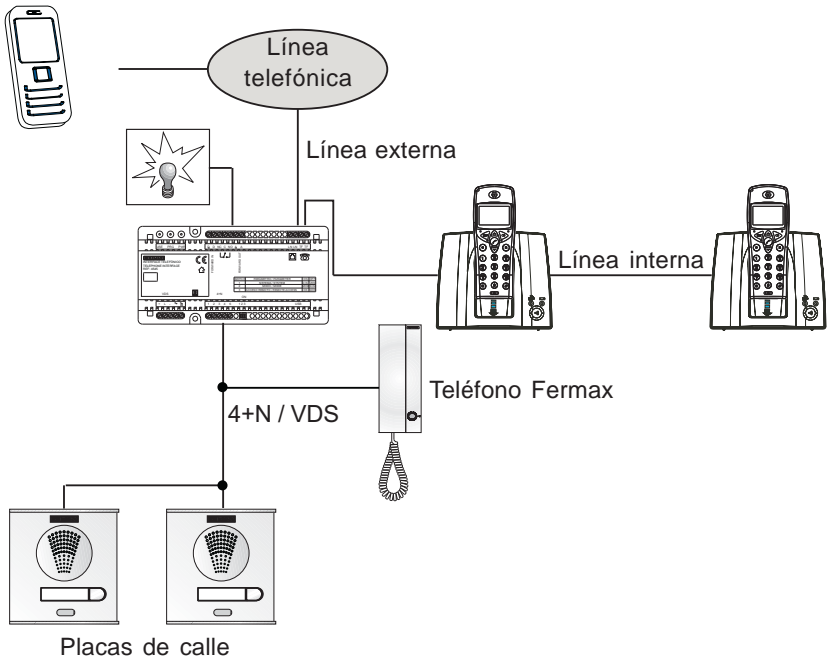 Línea
telefónica
Línea externa
Línea interna
Teléfono Fermax
4+N / VDS
Placas de calle